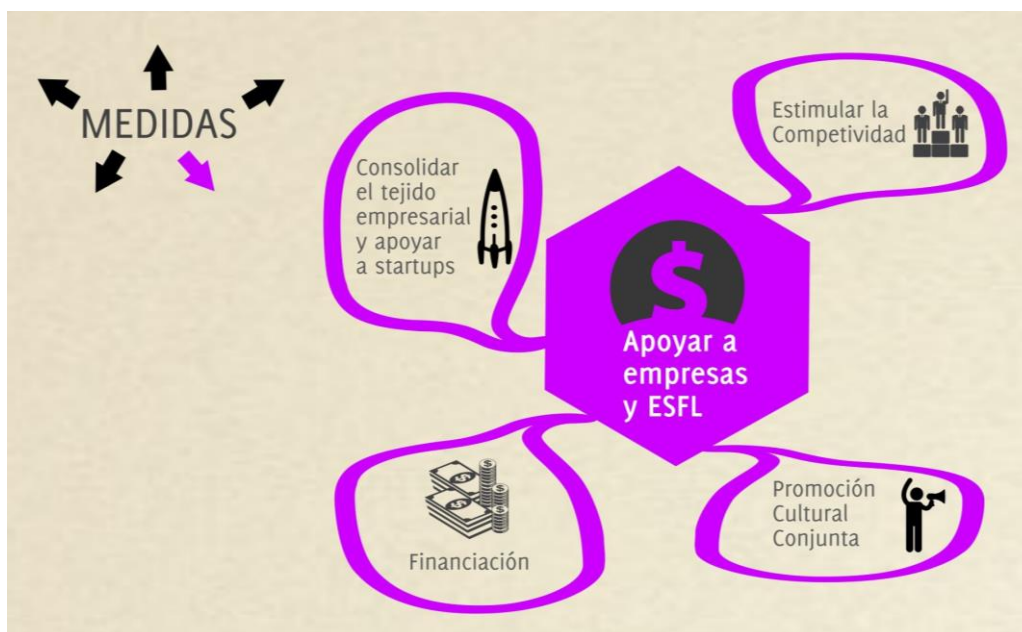 MEDIDAS
Consolidar
el tejido
empresarial
y apoyar
a startups
Estimular la
Competividad
Apoyar a
empresas
y ESFL
Financiación
Promoción
Cultural
Conjunta